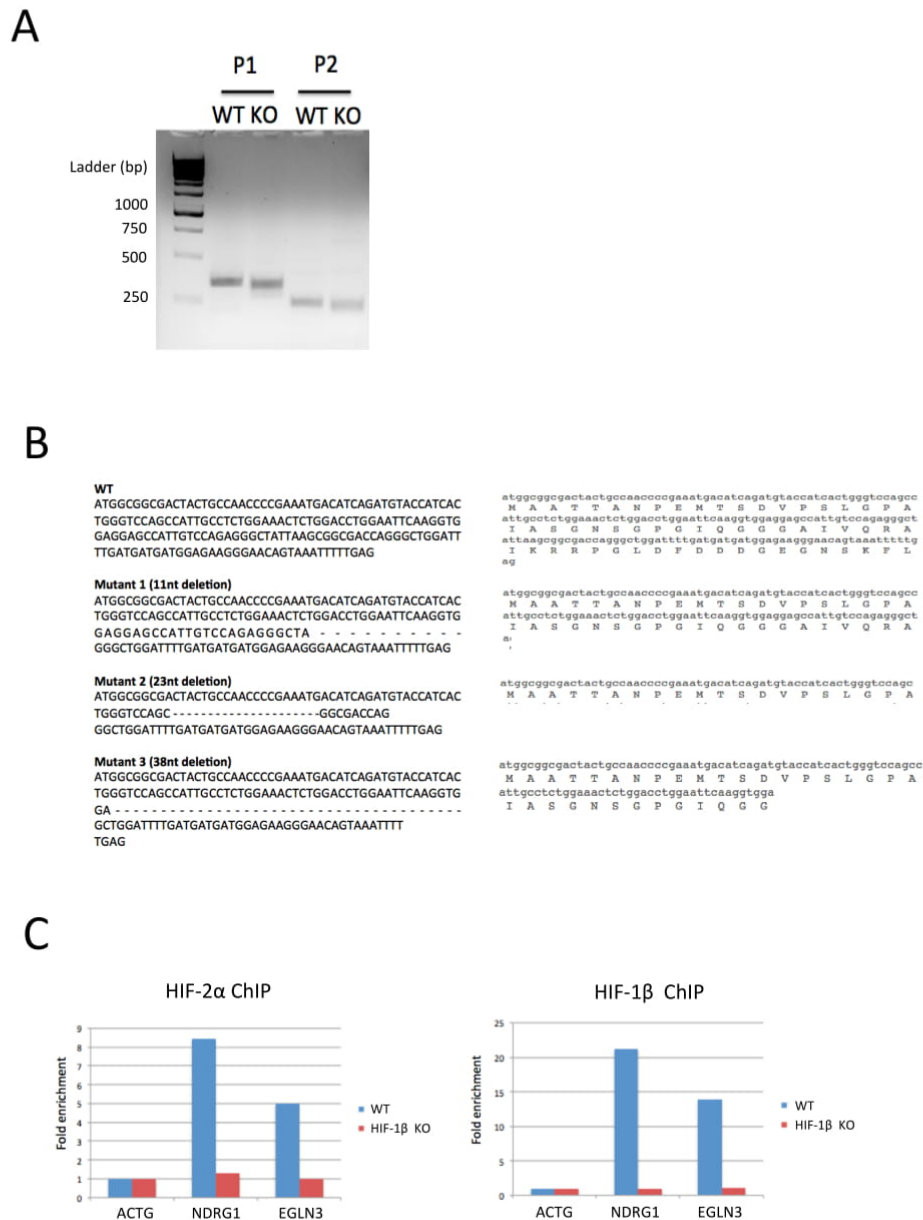 A
P1 P2
WT KO WT KO
Ladder (bp)
1000
750
500
250
B
WT
ATGGCGGCGACTACTGCCAACCCCGAAATGACATCAGATGTACCATCAC
TGGGTCCAGCCATTGCCTCTGGAAACTCTGGACCTGGAATTCAAGGTG
GAGGAGCCATTGTCCAGAGGGCTATTAAGCGGCGACCAGGGCTGGATT
TTGATGATGATGGAGAAGGGAACAGTAAATTTTTGAG
atggcggcgactactgccaaccccgaaatgacatcagatgtaccatcactgggtccagcc
M A A T T A N P E M T S D V P S L G P A
attgcctctggaaactctggacctggaattcaaggtggaggagccattgtccagagggct
I A S G N S G P G I Q G G G A I V Q R A
attaagcggcgaccagggctggattttgatgatgatggagaagggaacagtaaatttttg
I K R R P G L D F D D D G E G N S K F L
ag
Mutant 1 (11nt deletion)
ATGGCGGCGACTACTGCCAACCCCGAAATGACATCAGATGTACCATCAC
TGGGTCCAGCCATTGCCTCTGGAAACTCTGGACCTGGAATTCAAGGTG
GAGGAGCCATTGTCCAGAGGGCTA - - - - - - - - - - -
GGGCTGGATTTTGATGATGATGGAGAAGGGAACAGTAAATTTTTGAG
atggcggcgactactgccaaccccgaaatgacatcagatgtaccatcactgggtccagcc
M A A T T A N P E M T S D V P S L G P A
attgcctctggaaactctggacctggaattcaaggtggaggagccattgtccagagggct
I A S G N S G P G I Q G G G A I V Q R A
a
Mutant 2 (23nt deletion)
ATGGCGGCGACTACTGCCAACCCCGAAATGACATCAGATGTACCATCAC
TGGGTCCAGC---------------------GGCGACCAG
GGCTGGATTTTGATGATGATGGAGAAGGGAACAGTAAATTTTTGAG
atggcggcgactactgccaaccccgaaatgacatcagatgtaccatcactgggtccagc
M A A T T A N P E M T S D V P S L G P A
Mutant 3 (38nt deletion)
ATGGCGGCGACTACTGCCAACCCCGAAATGACATCAGATGTACCATCAC
TGGGTCCAGCCATTGCCTCTGGAAACTCTGGACCTGGAATTCAAGGTG
GA - - - - - - - - - - - - - - - - - - - - - - - - - - - - - - - - - - - - - -
GCTGGATTTTGATGATGATGGAGAAGGGAACAGTAAATTTT
TGAG
atggcggcgactactgccaaccccgaaatgacatcagatgtaccatcactgggtccagcc
M A A T T A N P E M T S D V P S L G P A
attgcctctggaaactctggacctggaattcaaggtgga
I A S G N S G P G I Q G G
C
HIF-2α ChIP
Fold enrichment
9
8
7
6
5
4
3
2
1
0
ACTG NDRG1 EGLN3
WT
HIF-1β KO
HIF-1β ChIP
Fold enrichment
25
20
15
10
5
0
ACTG NDRG1 EGLN3
WT
HIF-1β KO